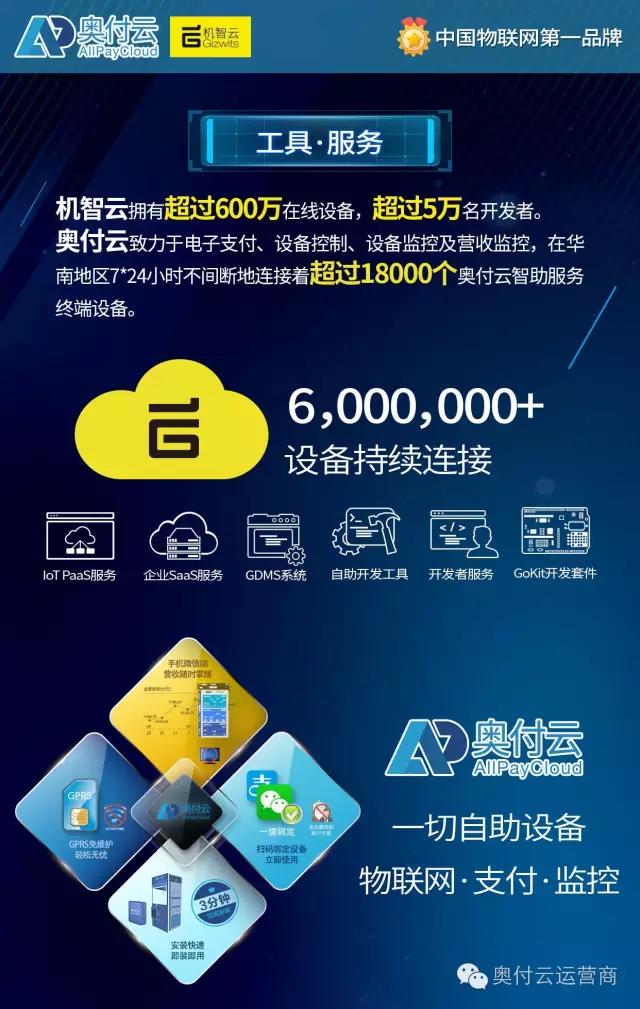 奥付云
AllPayCloud
机智云
Gizwits
中国物联网第一品牌
工具·服务
机智云拥有超过600万在线设备，超过5万名开发者。
奥付云致力于电子支付、设备控制、设备监控及营收监控，在华
南地区7*24小时不间断地连接着超过18000个奥付云智助服务
终端设备。
6,000,000+
设备持续连接
IoT PaaS服务
企业SaaS服务
GDMS系统
自助开发工具
开发者服务
GoKit开发套件
手机微信端
营收随时掌握
GPRS
GPRS免维护
轻松无忧
奥付云
一键绑定
扫码绑定设备
立即使用
3分钟
安装快速
即装即用
奥付云
AllPayCloud
一切自助设备
物联网·支付·监控
奥付云运营商